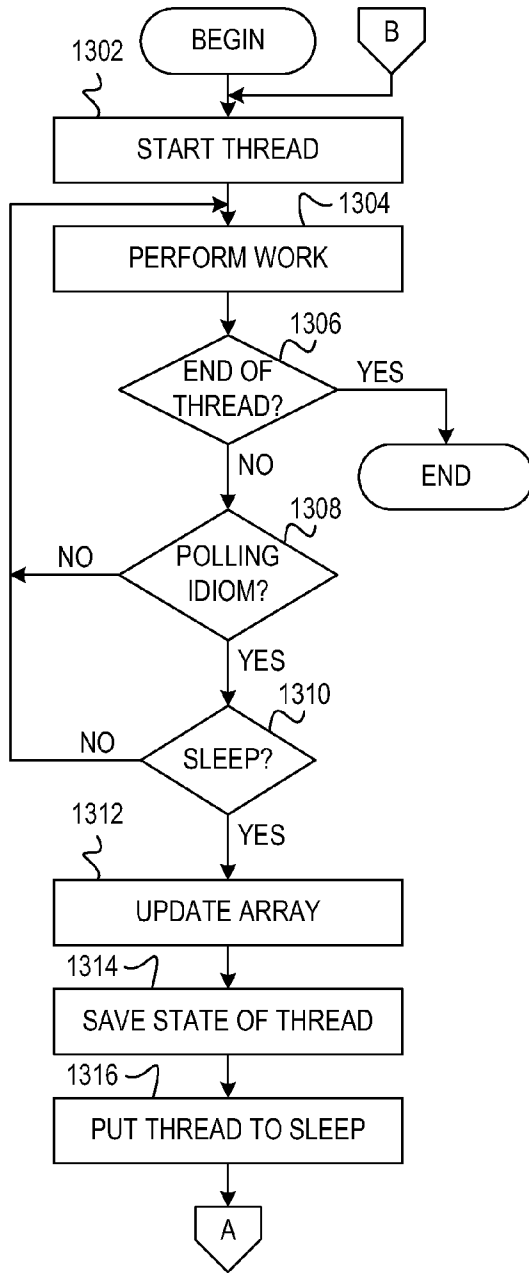 BEGIN
B
1302
START THREAD
1304
PERFORM WORK
1306
END OF
THREAD?
YES
END
NO
1308
POLLING
IDIOM?
NO
YES
1310
SLEEP?
NO
YES
1312
UPDATE ARRAY
1314
SAVE STATE OF THREAD
1316
PUT THREAD TO SLEEP
A